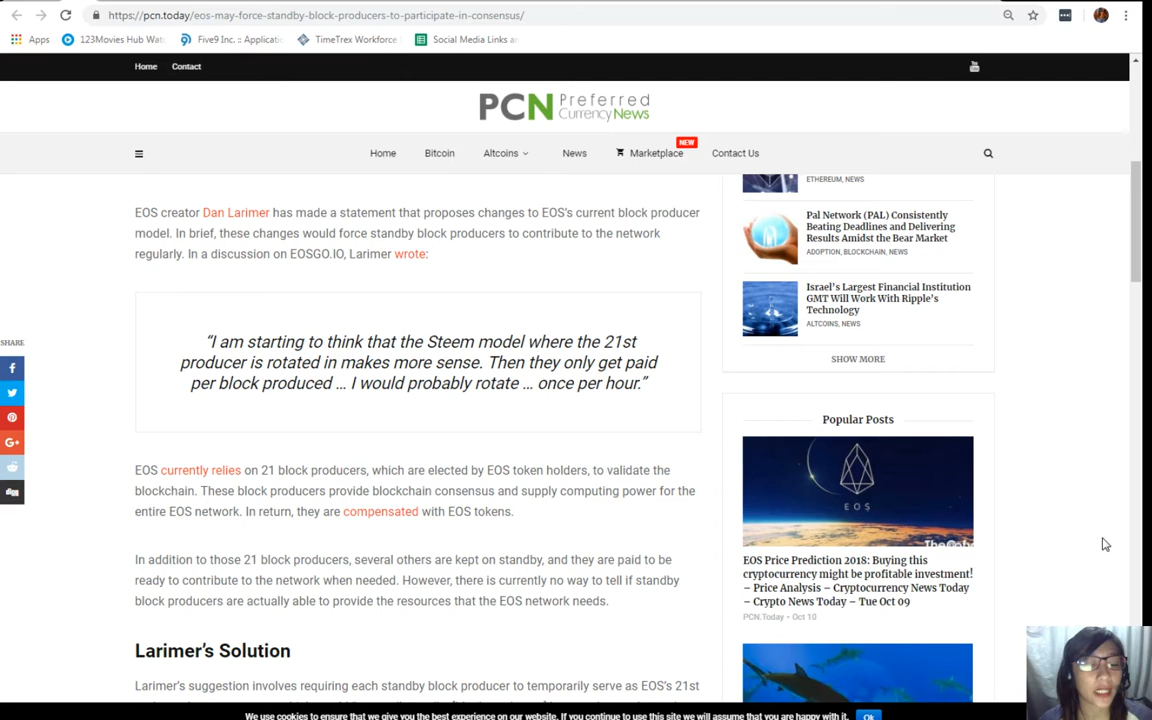 https://pcn.today/eos-may-force-standby-block-producers-to-participate-in-consensus/
Apps
123Movies Hub Watc
Five9 Inc. :: Applicati
TimeTrex Workforce
Social Media Links an
Home
Contact
PCN Preferred
Currency News
Home
Bitcoin
Altcoins
News
Marketplace
NEW
Contact Us
EOS creator Dan Larimer has made a statement that proposes changes to EOS's current block producer
model. In brief, these changes would force standby block producers to contribute to the network
regularly. In a discussion on EOSGO.IO, Larimer wrote:
"I am starting to think that the Steem model where the 21st
producer is rotated in makes more sense. Then they only get paid
per block produced … I would probably rotate … once per hour."
SHARE
EOS currently relies on 21 block producers, which are elected by EOS token holders, to validate the
blockchain. These block producers provide blockchain consensus and supply computing power for the
entire EOS network. In return, they are compensated with EOS tokens.
In addition to those 21 block producers, several others are kept on standby, and they are paid to be
ready to contribute to the network when needed. However, there is currently no way to tell if standby
block producers are actually able to provide the resources that the EOS network needs.
Larimer's Solution
Larimer's suggestion involves requiring each standby block producer to temporarily serve as EOS's 21st
ETHEREUM, NEWS
Pal Network (PAL) Consistently
Beating Deadlines and Delivering
Results Amidst the Bear Market
ADOPTION, BLOCKCHAIN, NEWS
Israel's Largest Financial Institution
GMT Will Work With Ripple's
Technology
ALTCOINS, NEWS
SHOW MORE
Popular Posts
EOS
EOS Price Prediction 2018: Buying this
cryptocurrency might be profitable investment!
– Price Analysis – Cryptocurrency News Today
– Crypto News Today – Tue Oct 09
PCN.Today • Oct 10
We use cookies to ensure that we give you the best experience on our website. If you continue to use this site we will assume that you are happy with it.
Ok